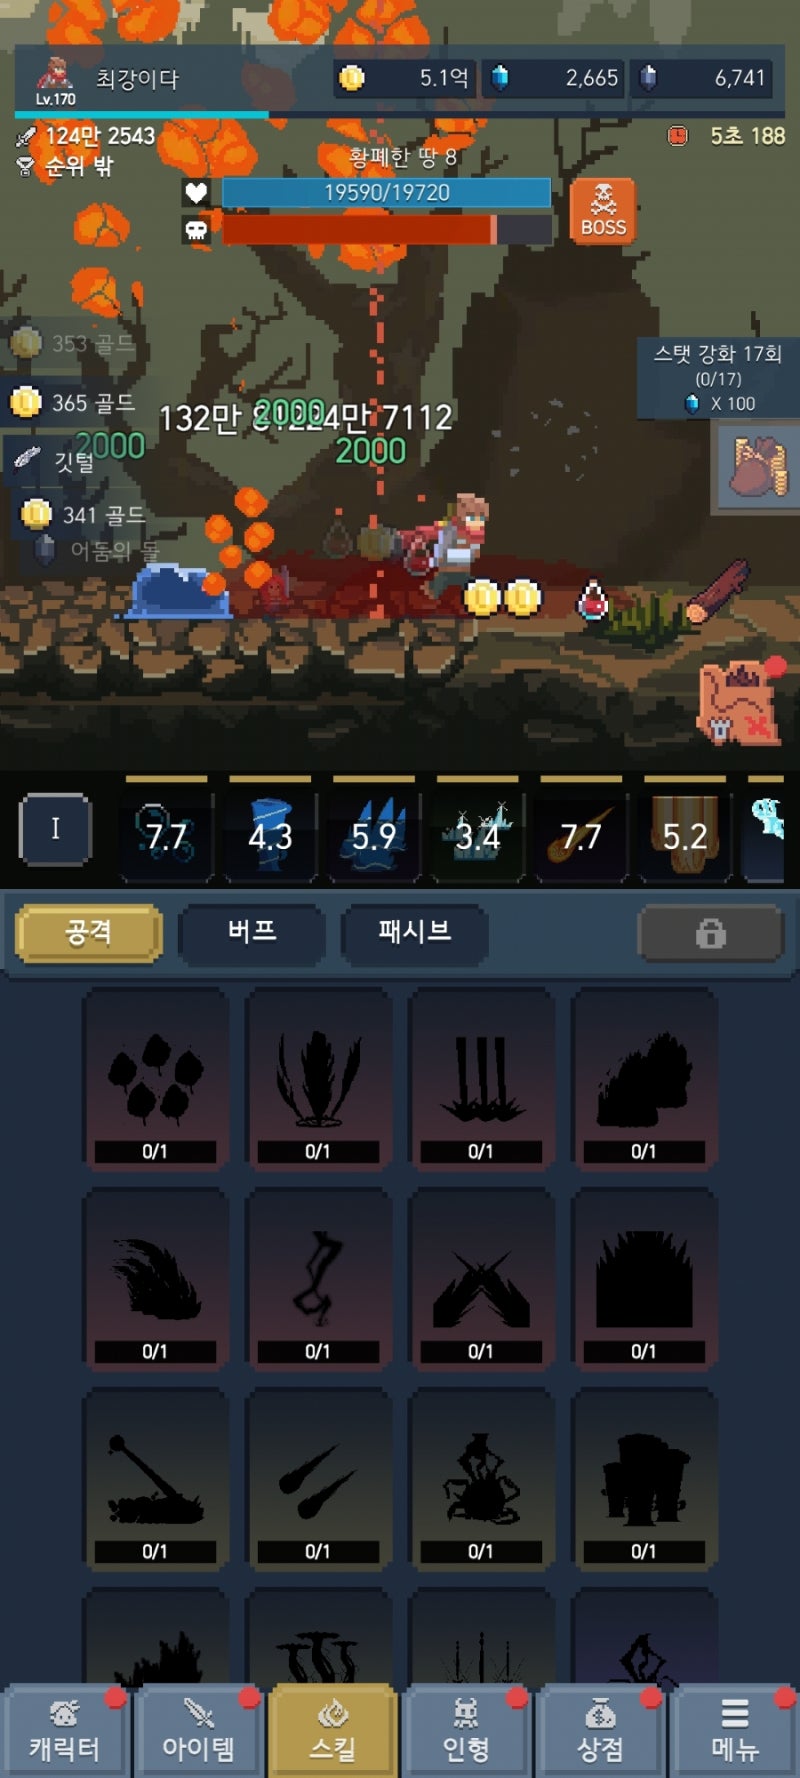 최강이다
Lv.170
5.1억
2,665
6,741
124만 2543
순위 밖
5초 188
황폐한 땅 8
19590/19720
BOSS
353 골드
365 골드
깃털
341 골드
어둠의 돌
132만
4만 7112
2000
2000
2000
스탯 강화 17회
(0/17)
X 100
I
7.7
4.3
5.9
3.4
7.7
5.2
공격
버프
패시브
0/1
0/1
0/1
0/1
0/1
0/1
0/1
0/1
0/1
0/1
0/1
0/1
캐릭터
아이템
스킬
인형
상점
메뉴